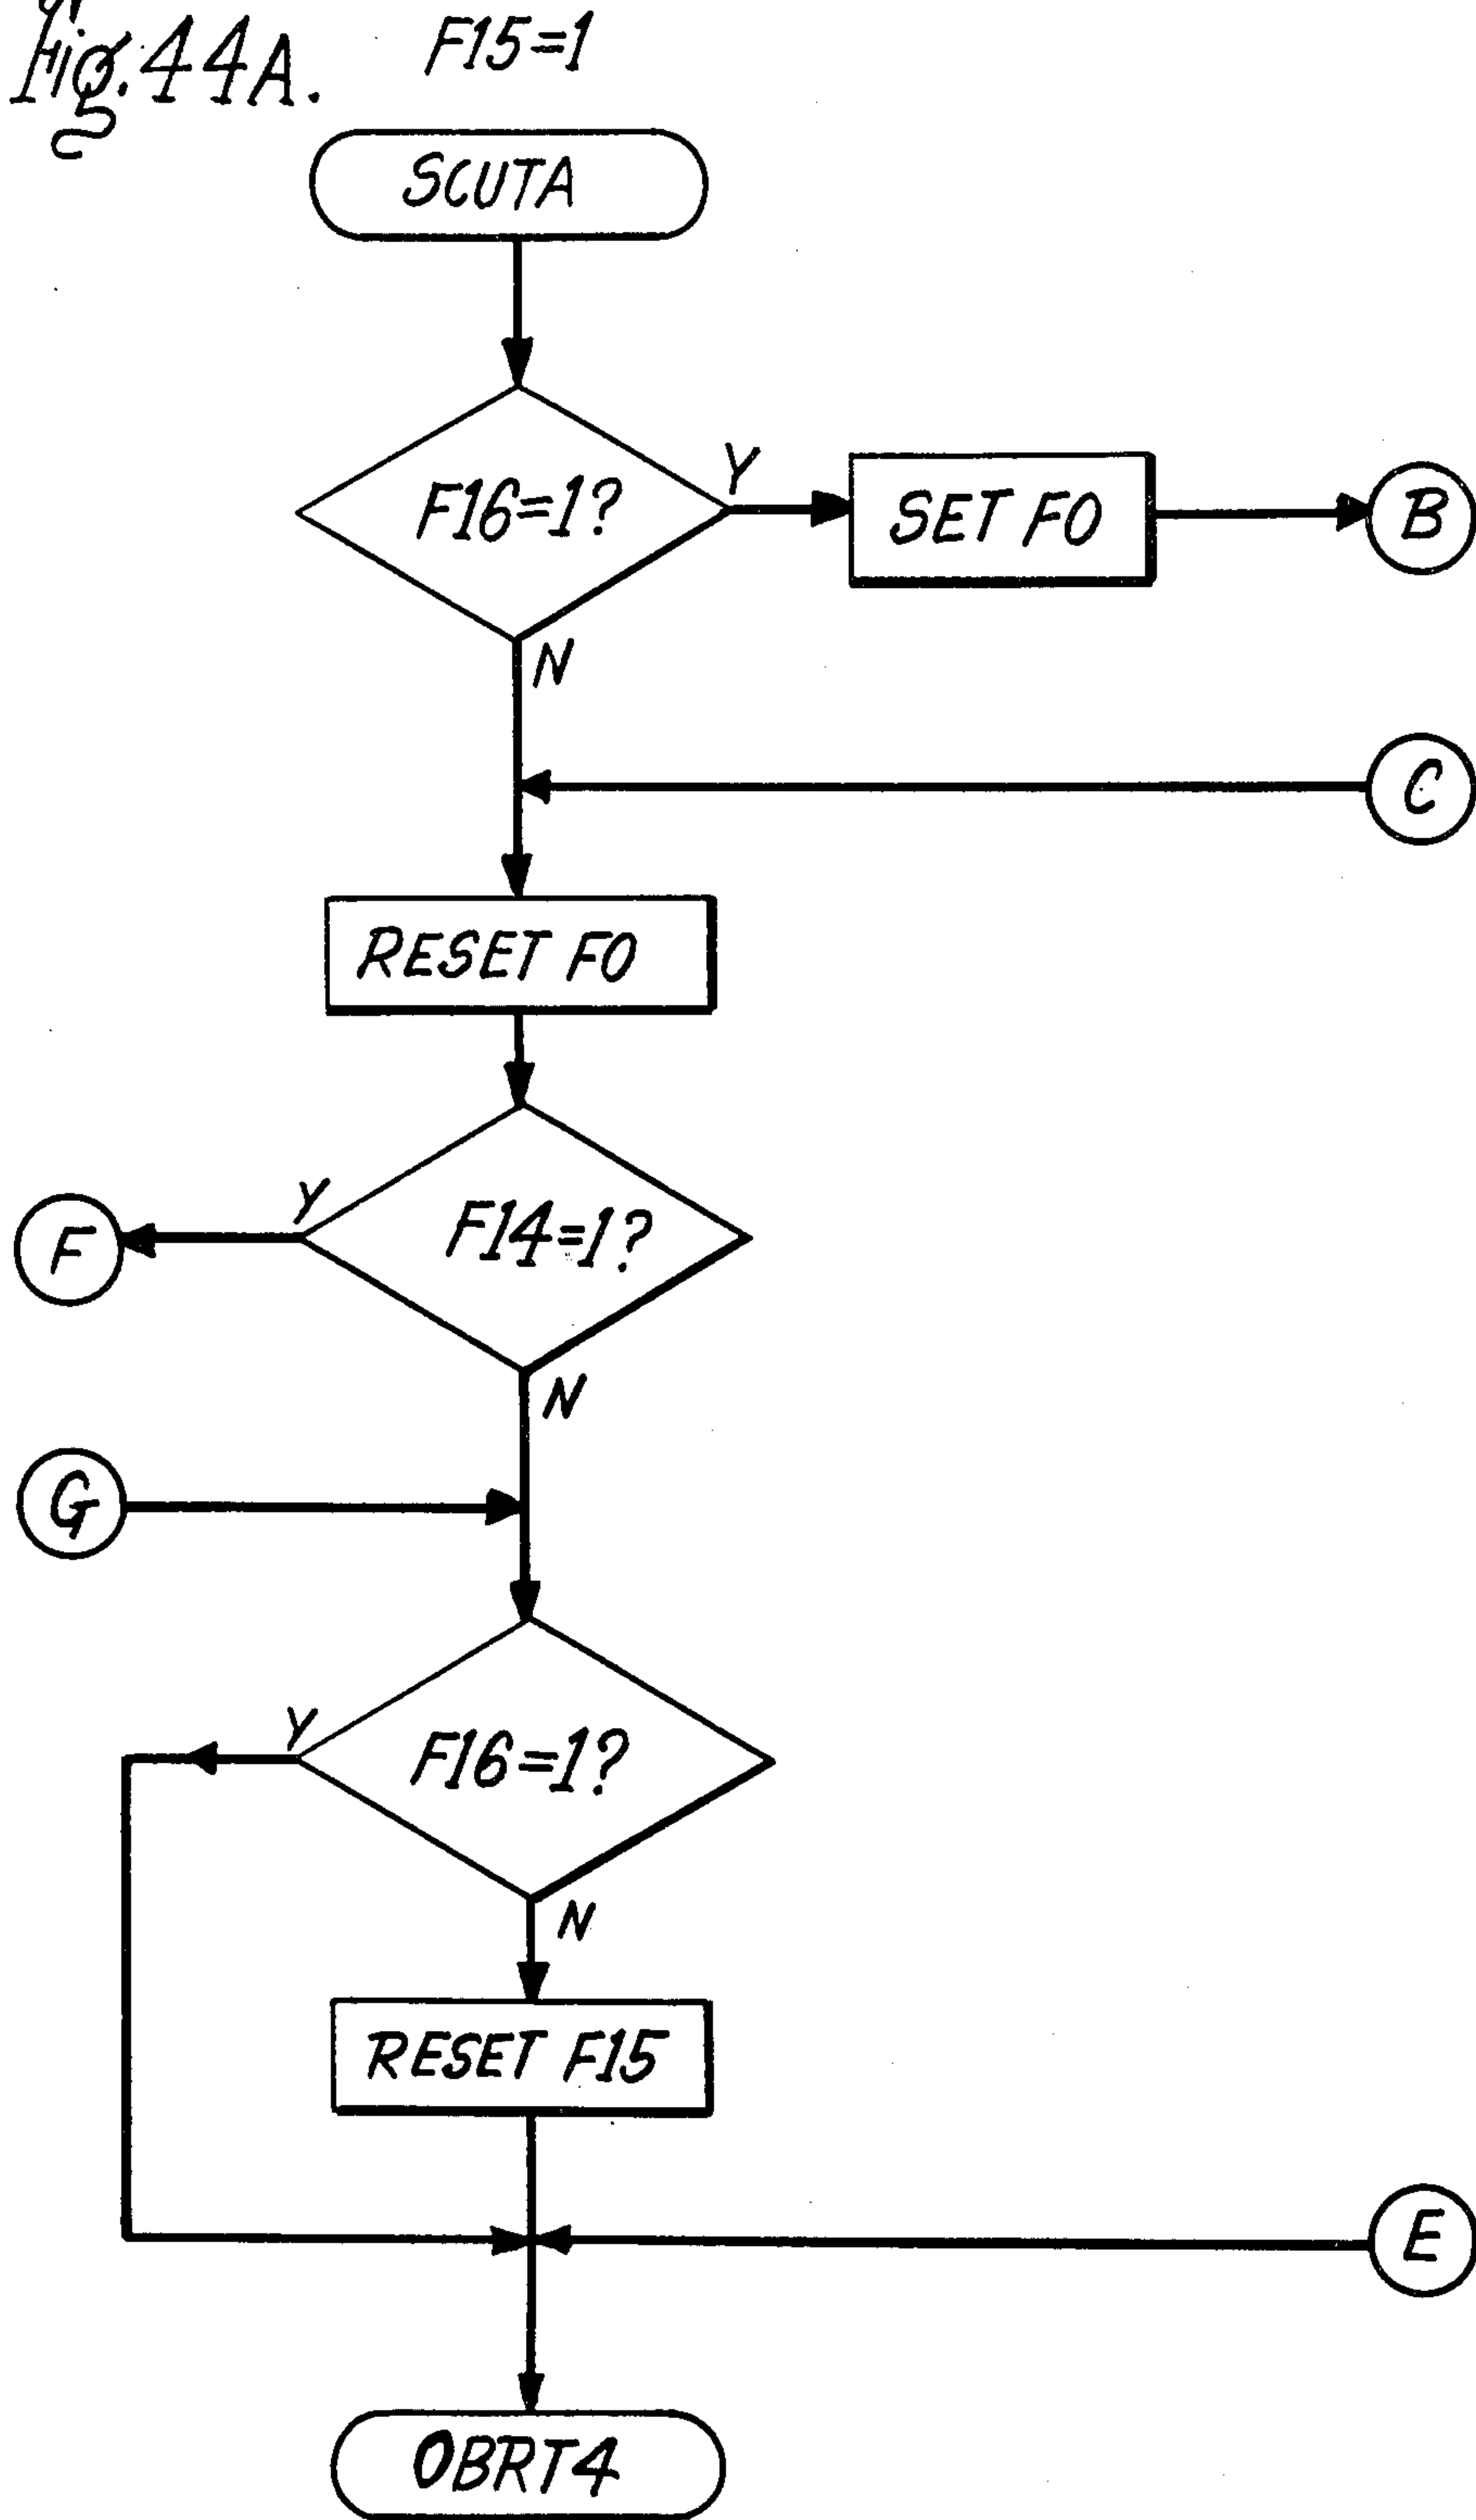 Fig. 44A.
F15=1
SCUTA
F16=1?
Y
SET F0
B
N
C
RESET F0
Y
F14=1?
F
N
G
Y
F16=1?
N
RESET F15
E
OBRT4